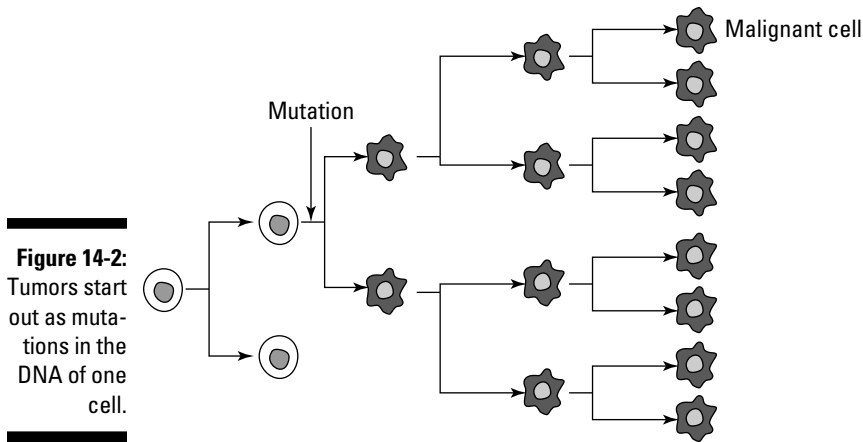 Malignant cell
Mutation
Figure 14-2:
Tumors start
out as muta-
tions in the
DNA of one
cell.